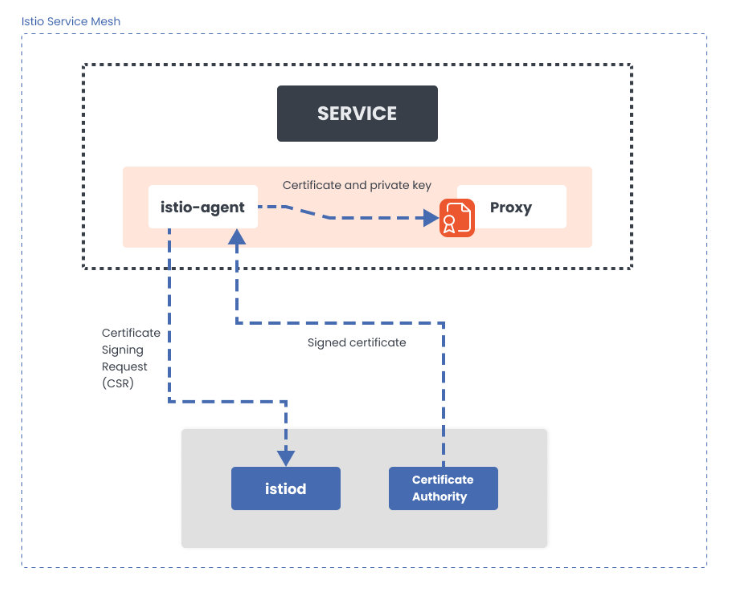 Istio Service Mesh
SERVICE
Certificate and private key
istio-agent
Proxy
Certificate
Signing
Request
(CSR)
Signed certificate
istiod
Certificate
Authority